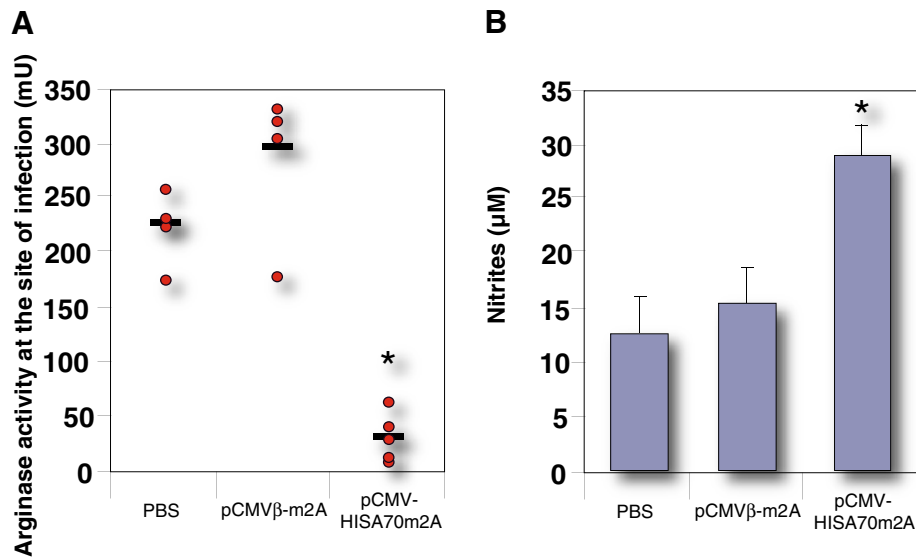 A
Arginase activity at the site of infection (mU)
350
300
250
200
150
100
50
0
*
PBS
pCMVβ-m2A
pCMV-
HISA70m2A
B
Nitrites (µM)
35
30
25
20
15
10
5
0
*
PBS
pCMVβ-m2A
pCMV-
HISA70m2A